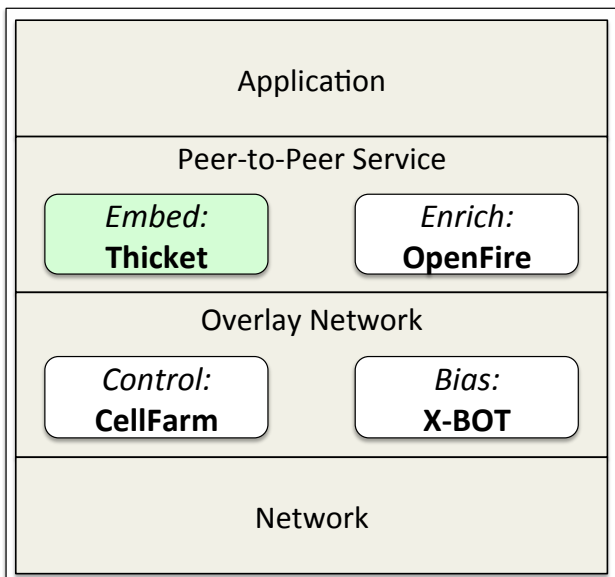 Application
Peer-to-Peer Service
Embed:
Thicket
Enrich:
OpenFire
Overlay Network
Control:
CellFarm
Bias:
X-BOT
Network